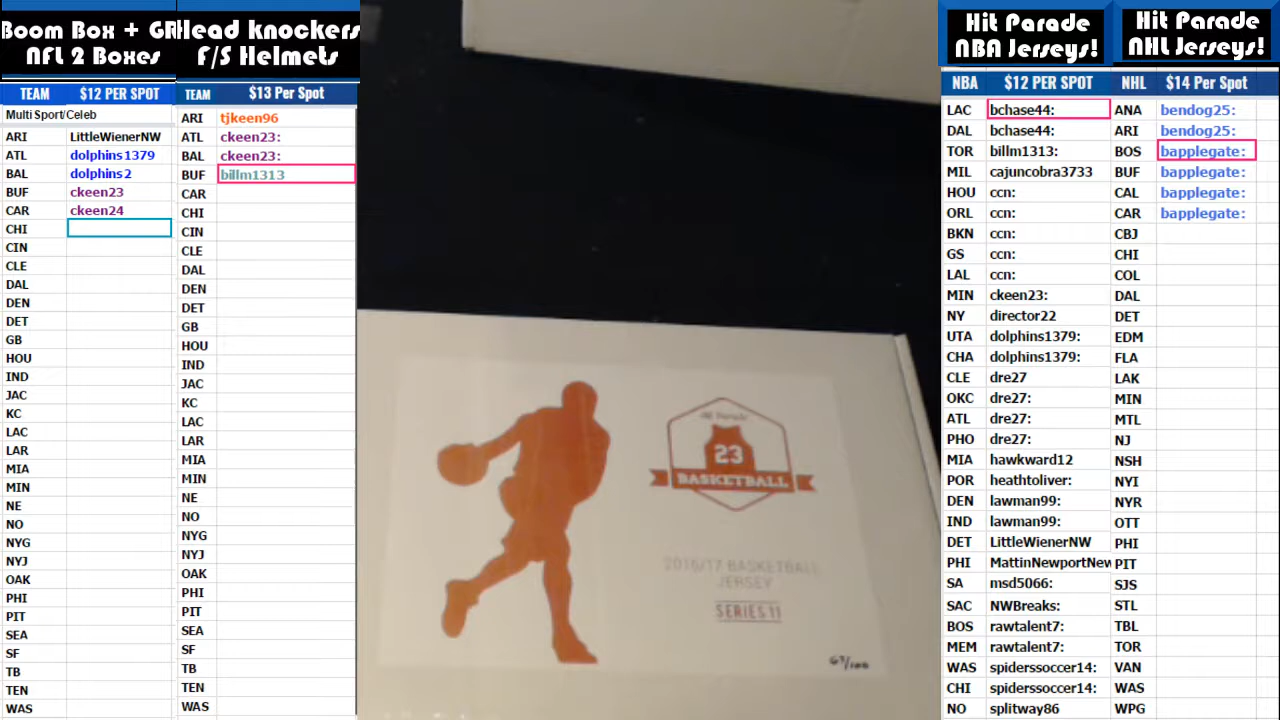 Boom Box + GR
NFL 2 Boxes
TEAM $12 PER SPOT
Multi Sport/Celeb
ARI LittleWienerNW
ATL dolphins1379
BAL dolphins2
BUF ckeen23
CAR ckeen24
CHI
CIN
CLE
DAL
DEN
DET
GB
HOU
IND
JAC
KC
LAC
LAR
MIA
MIN
NE
NO
NYG
NYJ
OAK
PHI
PIT
SEA
SF
TB
TEN
WAS
Head knockers
F/S Helmets
TEAM $13 Per Spot
ARI tjkeen96
ATL ckeen23:
BAL ckeen23:
BUF billm1313
CAR
CHI
CIN
CLE
DAL
DEN
DET
GB
HOU
IND
JAC
KC
LAC
LAR
MIA
MIN
NE
NO
NYG
NYJ
OAK
PHI
PIT
SEA
SF
TB
TEN
WAS
Hit Parade
23
BASKETBALL
2016/17 BASKETBALL
JERSEY
SERIES 11
67/100
Hit Parade
NBA Jerseys!
NBA $12 PER SPOT
LAC bchase44:
DAL bchase44:
TOR billm1313:
MIL cajuncobra3733
HOU ccn:
ORL ccn:
BKN ccn:
GS ccn:
LAL ccn:
MIN ckeen23:
NY director22
UTA dolphins1379:
CHA dolphins1379:
CLE dre27
OKC dre27:
ATL dre27:
PHO dre27:
MIA hawkward12
POR heathtoliver:
DEN lawman99:
IND lawman99:
DET LittleWienerNW
PHI MattinNewportNew
SA msd5066:
SAC NWBreaks:
BOS rawtalent7:
MEM rawtalent7:
WAS spiderssoccer14:
CHI spiderssoccer14:
NO splitway86
Hit Parade
NHL Jerseys!
NHL $14 Per Spot
ANA bendog25:
ARI bendog25:
BOS bapplegate:
BUF bapplegate:
CAL bapplegate:
CAR bapplegate:
CBJ
CHI
COL
DAL
DET
EDM
FLA
LAK
MIN
MTL
NJ
NSH
NYI
NYR
OTT
PHI
PIT
SJS
STL
TBL
TOR
VAN
WAS
WPG